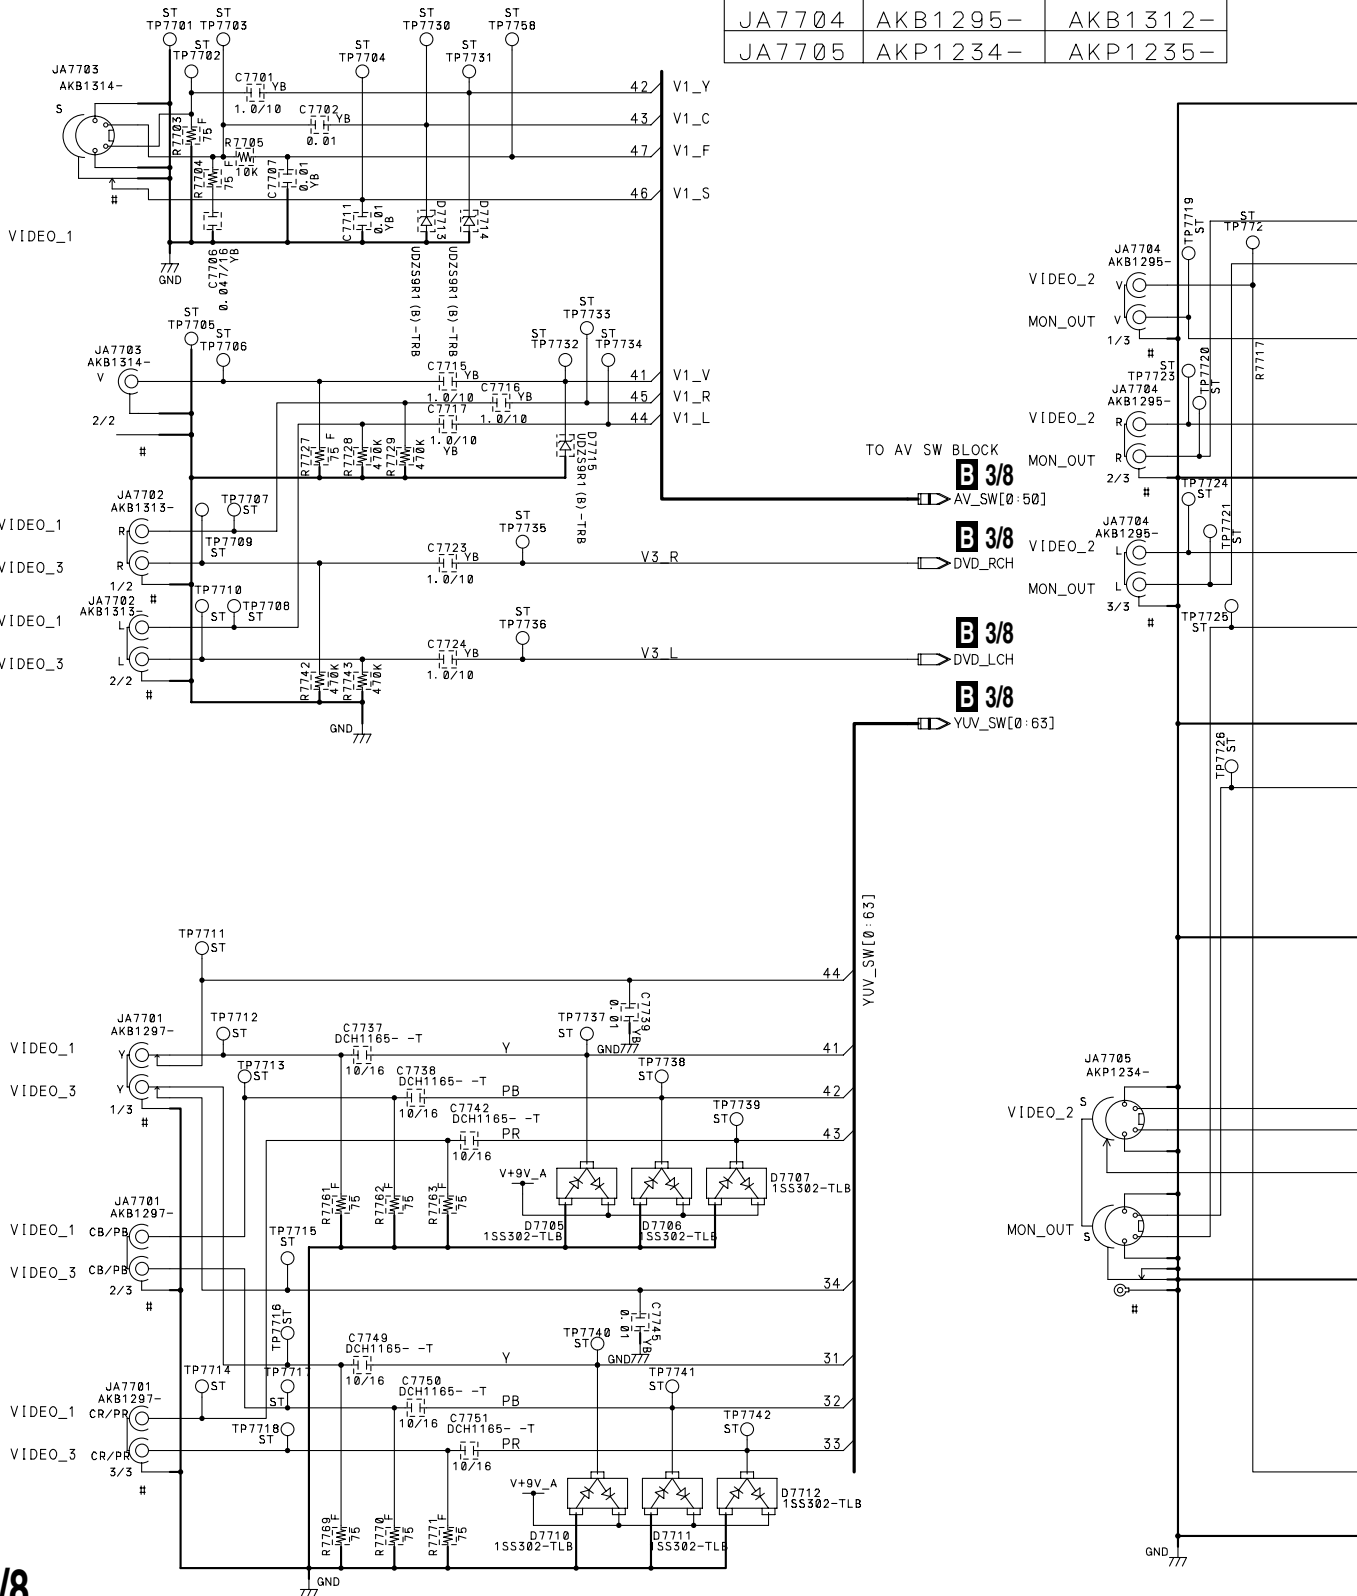 JA7704 AKB1295- AKB1312-
JA7705 AKP1234- AKP1235-
ST
TP7701
ST
TP7703
ST
TP7702
ST
TP7704
ST
TP7730
ST
TP7731
ST
TP7758
JA7703
AKB1314-
S
#
VIDEO_1
C7701
YB
1.0/10
C7702
YB
0.01
R7703
75 F
R7705
10K
R7704
75 F
C7707
0.01
YB
C7711
0.01
YB
C7706
0.047/16
YB
D7713
UDZS9R1(B)-TRB
D7714
UDZS9R1(B)-TRB
GND
42 V1_Y
43 V1_C
47 V1_F
46 V1_S
ST
TP7705
ST
TP7706
ST
TP7733
ST
TP7732
ST
TP7734
JA7703
AKB1314-
V
2/2
#
C7715
YB
1.0/10
C7716
YB
1.0/10
C7717
1.0/10
YB
R7727
75 F
R7728
470K
R7729
470K
D7715
UDZS9R1(B)-TRB
41 V1_V
45 V1_R
44 V1_L
JA7702
AKB1313-
VIDEO_1
R
VIDEO_3
R
1/2
#
TP7707
ST
TP7709
ST
JA7702
AKB1313-
VIDEO_1
L
VIDEO_3
L
2/2
#
TP7710
ST
TP7708
ST
ST
TP7735
C7723
YB
1.0/10
V3_R
ST
TP7736
C7724
YB
1.0/10
V3_L
R7742
470K
R7743
470K
GND
TO AV SW BLOCK
B 3/8
AV_SW[0:50]
B 3/8
DVD_RCH
B 3/8
DVD_LCH
B 3/8
YUV_SW[0:63]
YUV_SW[0:63]
TP7711
ST
44
C7739
0.01
YB
GND
JA7701
AKB1297-
VIDEO_1
Y
VIDEO_3
Y
1/3
#
TP7712
ST
TP7713
ST
C7737
DCH1165- -T
10/16
Y
TP7737
ST
41
C7738
DCH1165- -T
10/16
PB
TP7738
ST
42
C7742
DCH1165- -T
10/16
PR
TP7739
ST
43
V+9V_A
D7705
1SS302-TLB
D7706
1SS302-TLB
D7707
1SS302-TLB
R7761
75 F
R7762
75 F
R7763
75 F
JA7701
AKB1297-
VIDEO_1
CB/PB
VIDEO_3
CB/PB
2/3
#
TP7715
ST
34
C7745
0.01
YB
GND
TP7716
ST
C7749
DCH1165- -T
10/16
Y
TP7740
ST
31
TP7714
ST
TP7717
ST
C7750
DCH1165- -T
10/16
PB
TP7741
ST
32
JA7701
AKB1297-
VIDEO_1
CR/PR
VIDEO_3
CR/PR
3/3
#
TP7718
ST
C7751
DCH1165- -T
10/16
PR
TP7742
ST
33
V+9V_A
D7710
1SS302-TLB
D7711
1SS302-TLB
D7712
1SS302-TLB
R7769
75 F
R7770
75 F
R7771
75 F
GND
/8
TP7719
ST
ST
TP772
JA7704
AKB1295-
VIDEO_2
V
MON_OUT
V
1/3
#
R7717
ST
TP7723
TP7720
ST
JA7704
AKB1295-
VIDEO_2
R
MON_OUT
R
2/3
#
TP7724
ST
TP7721
ST
JA7704
AKB1295-
VIDEO_2
L
MON_OUT
L
3/3
#
TP7725
ST
TP7726
ST
JA7705
AKP1234-
VIDEO_2
S
MON_OUT
S
#
GND